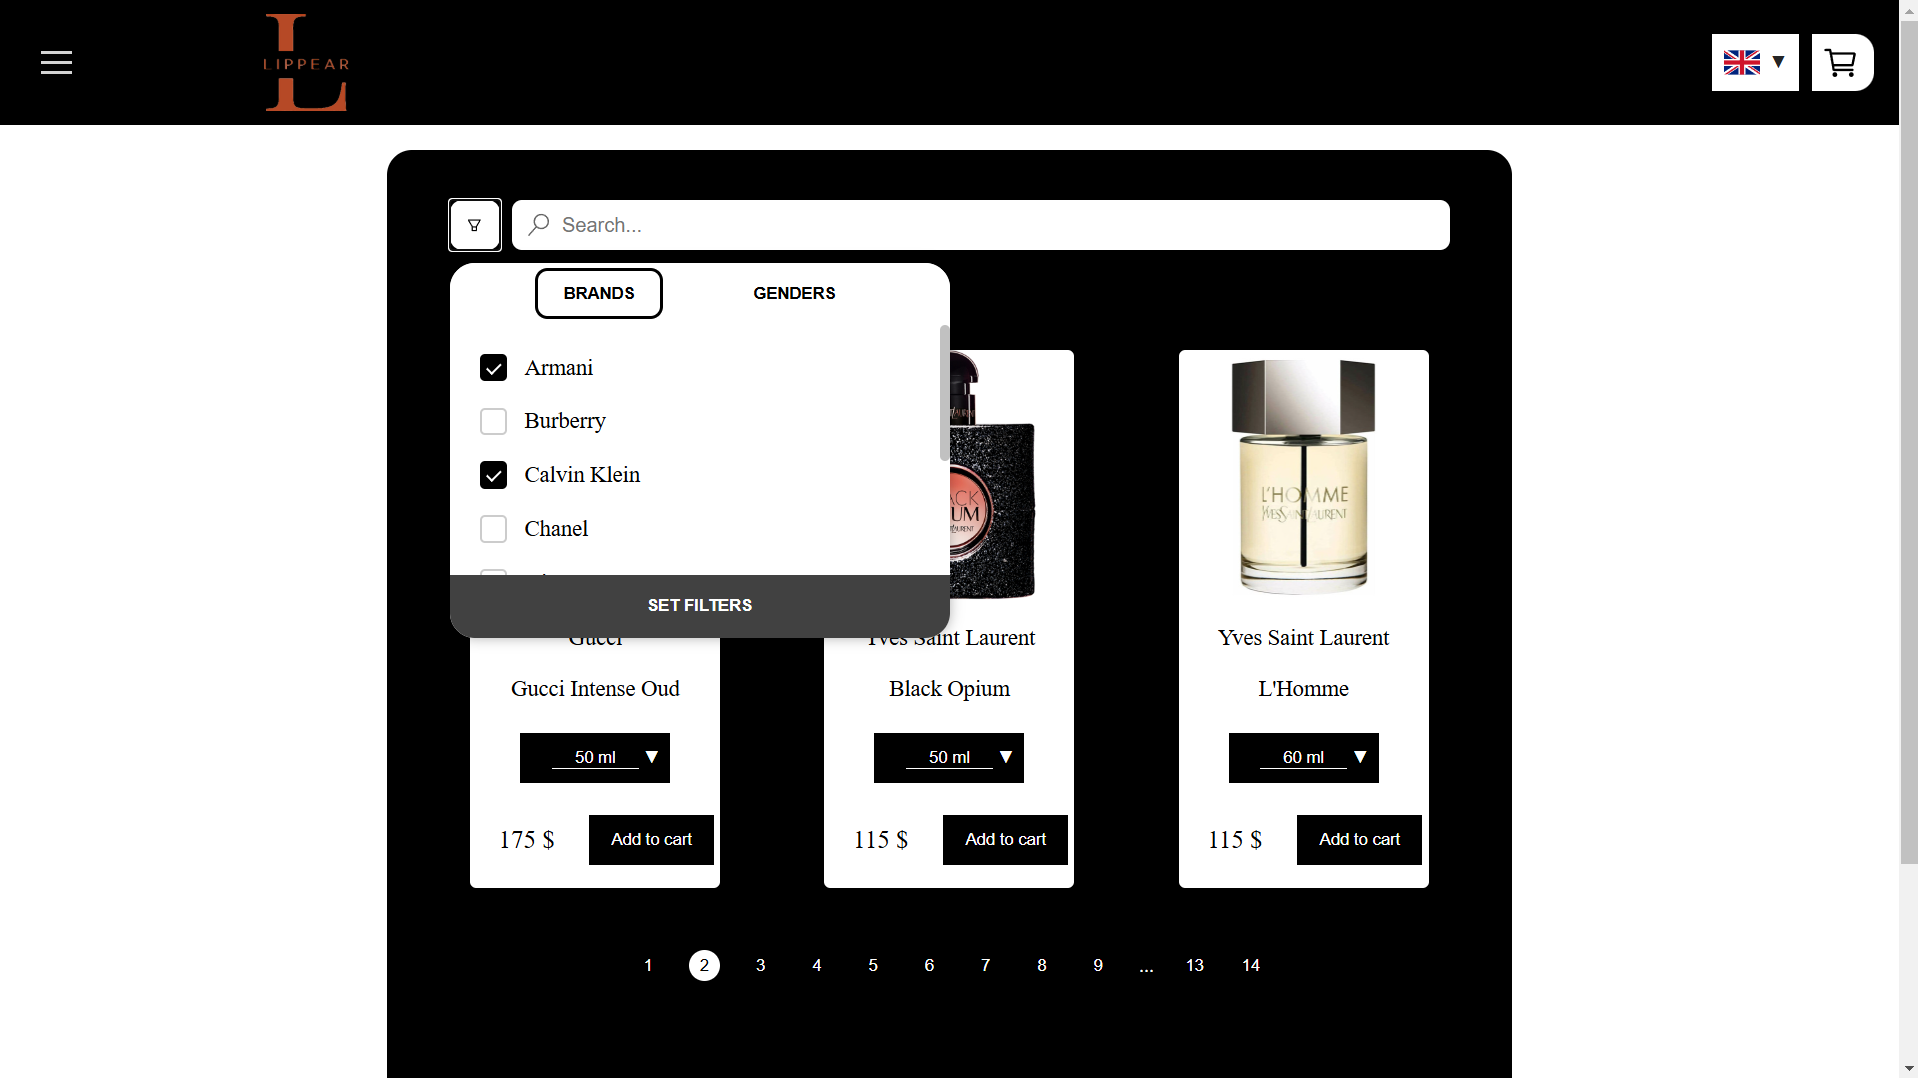 LIPPEAR
▼
Search...
BRANDS
GENDERS
Armani
Burberry
Calvin Klein
Chanel
SET FILTERS
Gucci
Gucci Intense Oud
50 ml ▼
175 $
Add to cart
Yves Saint Laurent
Black Opium
50 ml ▼
115 $
Add to cart
L'HOMME
YVESSAINTLAURENT
Yves Saint Laurent
L'Homme
60 ml ▼
115 $
Add to cart
1 2 3 4 5 6 7 8 9 ... 13 14